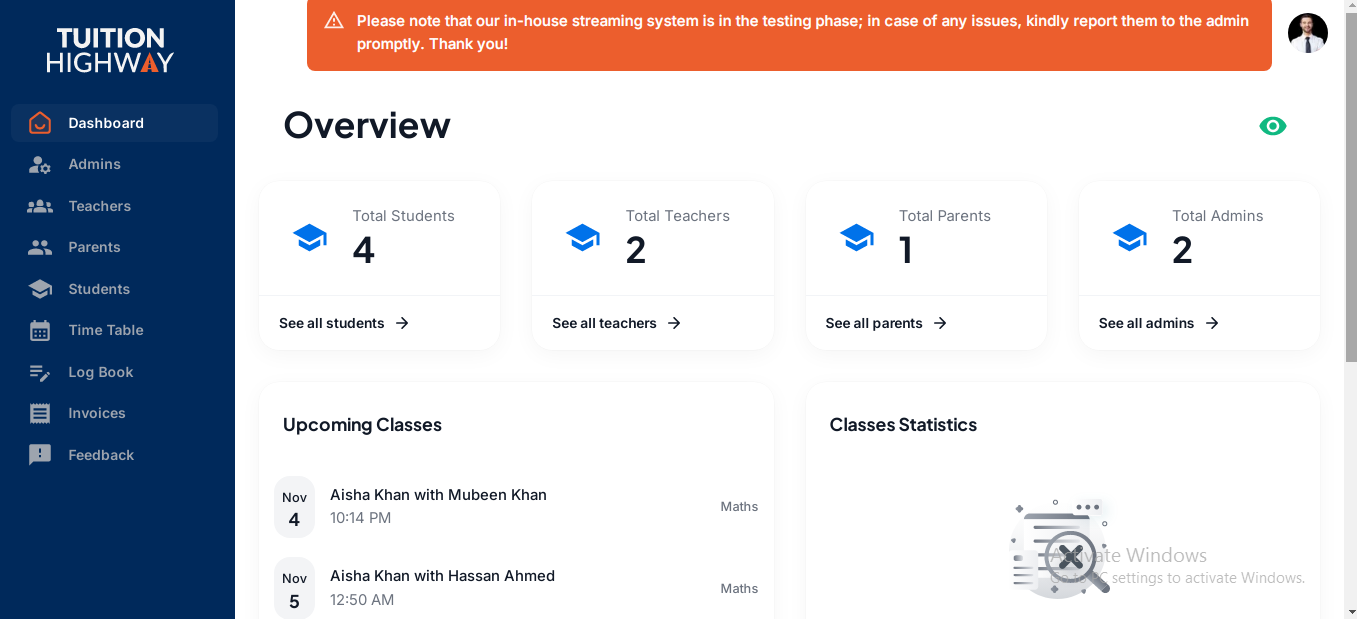 TUITION
HIGHWAY
Please note that our in-house streaming system is in the testing phase; in case of any issues, kindly report them to the admin
promptly. Thank you!
Dashboard
Admins
Teachers
Parents
Students
Time Table
Log Book
Invoices
Feedback
Overview
Total Students
4
See all students
Total Teachers
2
See all teachers
Total Parents
1
See all parents
Total Admins
2
See all admins
Upcoming Classes
Nov
4
Aisha Khan with Mubeen Khan
10:14 PM
Maths
Nov
5
Aisha Khan with Hassan Ahmed
12:50 AM
Maths
Classes Statistics
Activate Windows
Go to PC settings to activate Windows.